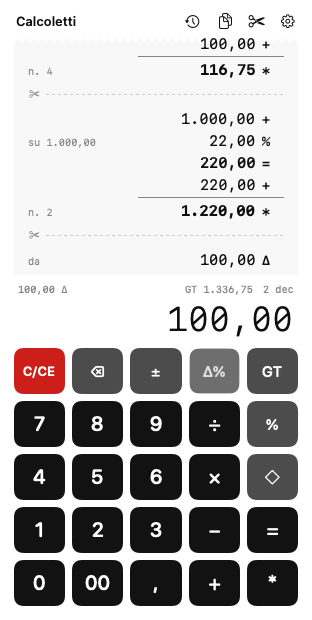 Calcoletti
100,00 +
n. 4 116,75 *
1.000,00 +
su 1.000,00 22,00 %
220,00 =
220,00 +
n. 2 1.220,00 *
da 100,00 Δ
100,00 Δ GT 1.336,75 2 dec
100,00
C/CE ⌫ ± Δ% GT
7 8 9 ÷ %
4 5 6 × ◇
1 2 3 − =
0 00 , + *